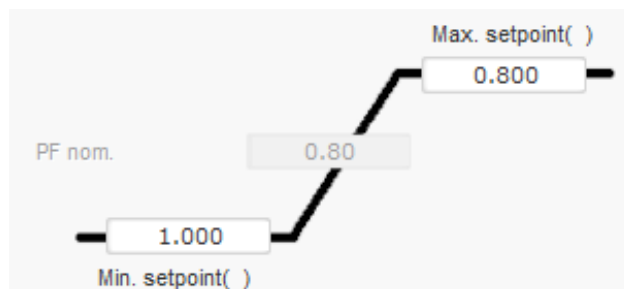 Max. setpoint( )
0.800
PF nom.
0.80
1.000
Min. setpoint( )